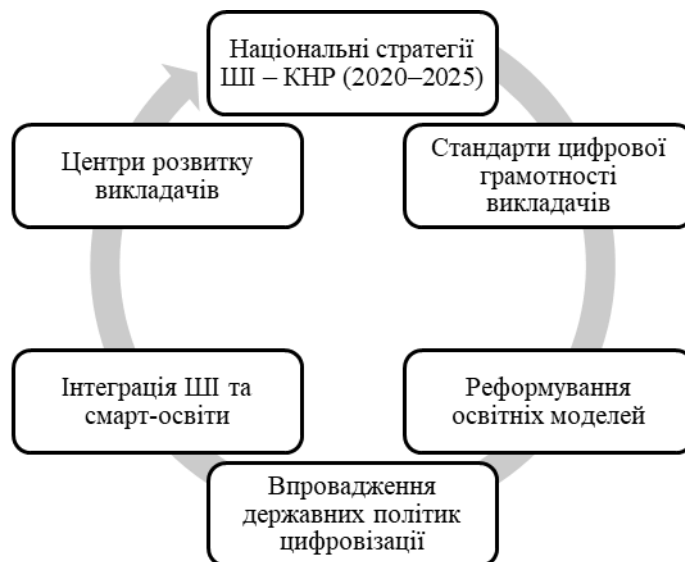 Національні стратегії
ШІ – КНР (2020–2025)
Стандарти цифрової
грамотності
викладачів
Реформування
освітніх моделей
Впровадження
державних політик
цифровізації
Інтеграція ШІ та
смарт-освіти
Центри розвитку
викладачів